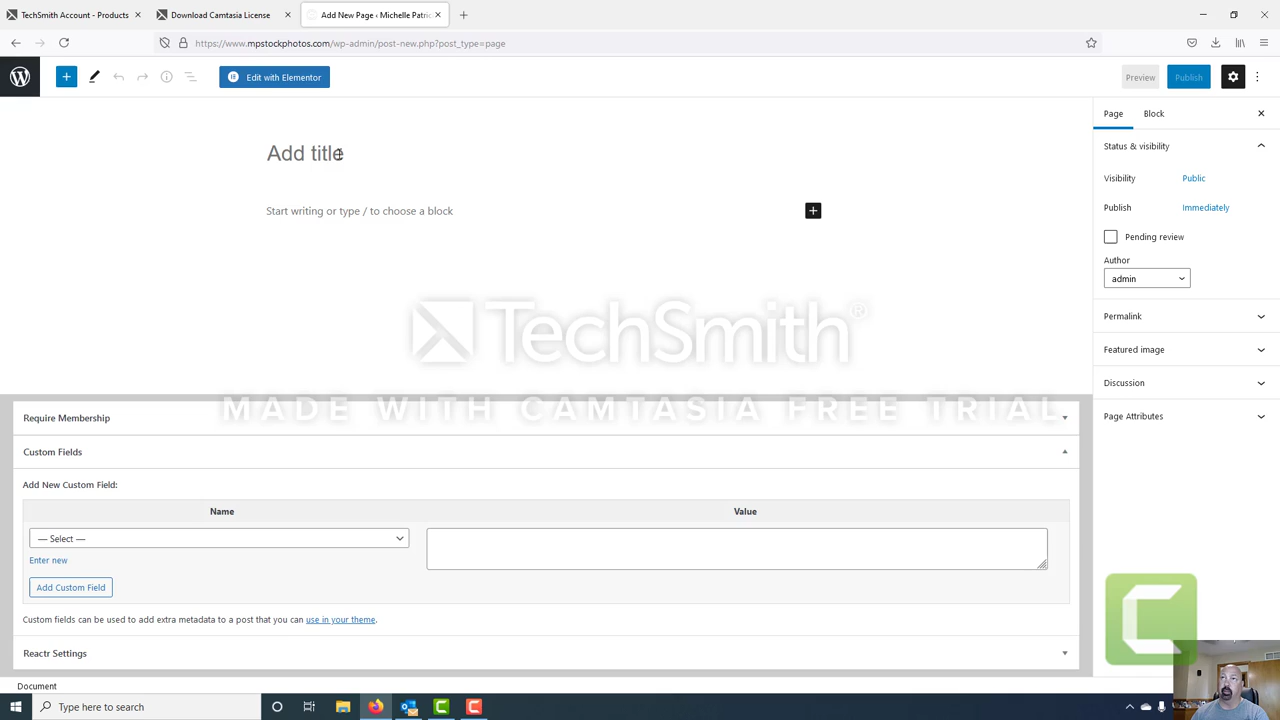 TechSmith Account - Products
Download Camtasia License
Add New Page ‹ Michelle Patric
https://www.mpstockphotos.com/wp-admin/post-new.php?post_type=page
Edit with Elementor
Preview
Publish
Page
Block
Add title
Start writing or type / to choose a block
Status & visibility
Visibility
Public
Publish
Immediately
Pending review
Author
admin
Permalink
Featured image
Discussion
Page Attributes
TechSmith®
MADE WITH CAMTASIA FREE TRIAL
Require Membership
Custom Fields
Add New Custom Field:
Name
Value
— Select —
Enter new
Add Custom Field
Custom fields can be used to add extra metadata to a post that you can use in your theme.
Reactr Settings
Document
Type here to search